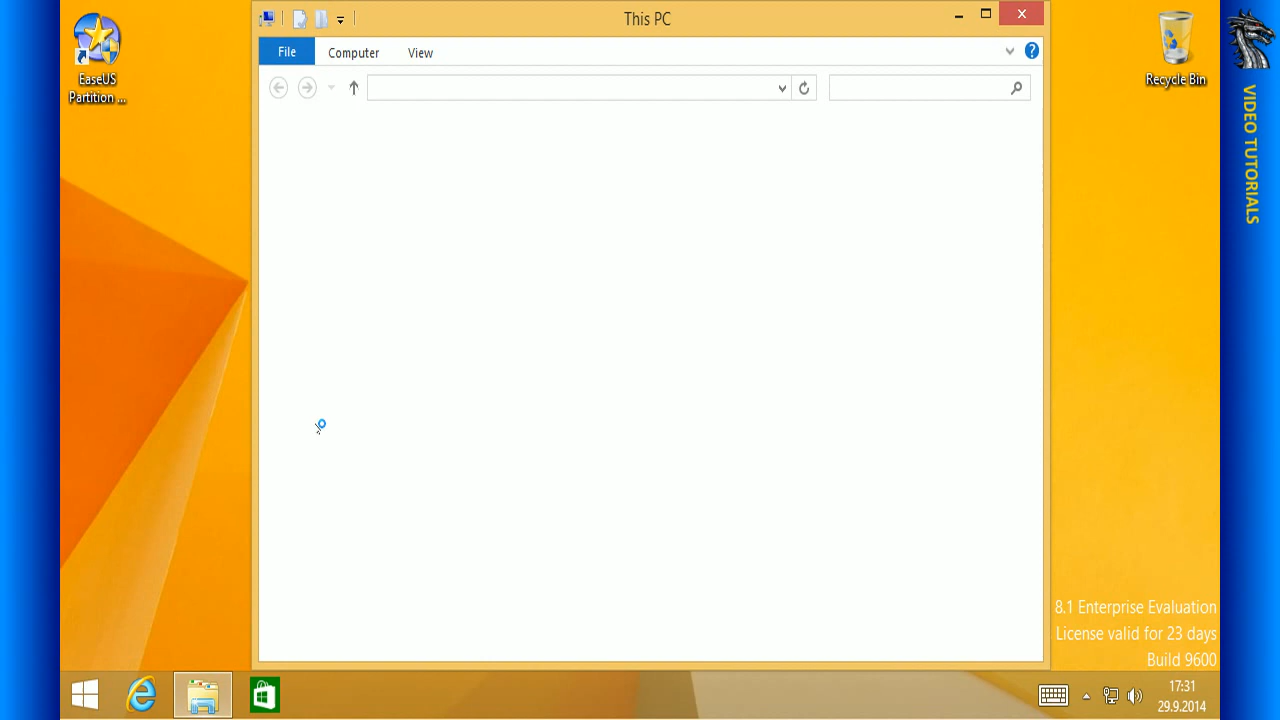 EaseUS
Partition ...
This PC
File
Computer
View
Recycle Bin
VIDEO TUTORIALS
8.1 Enterprise Evaluation
License valid for 23 days
Build 9600
17:31
29.9.2014